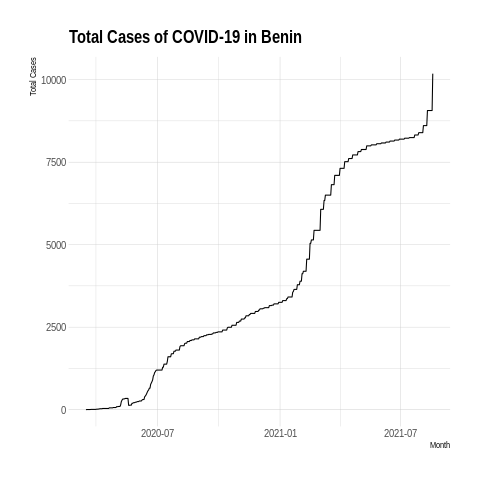 Total Cases of COVID-19 in Benin
Total Cases
10000
7500
5000
2500
0
2020-07 2021-01 2021-07
Month